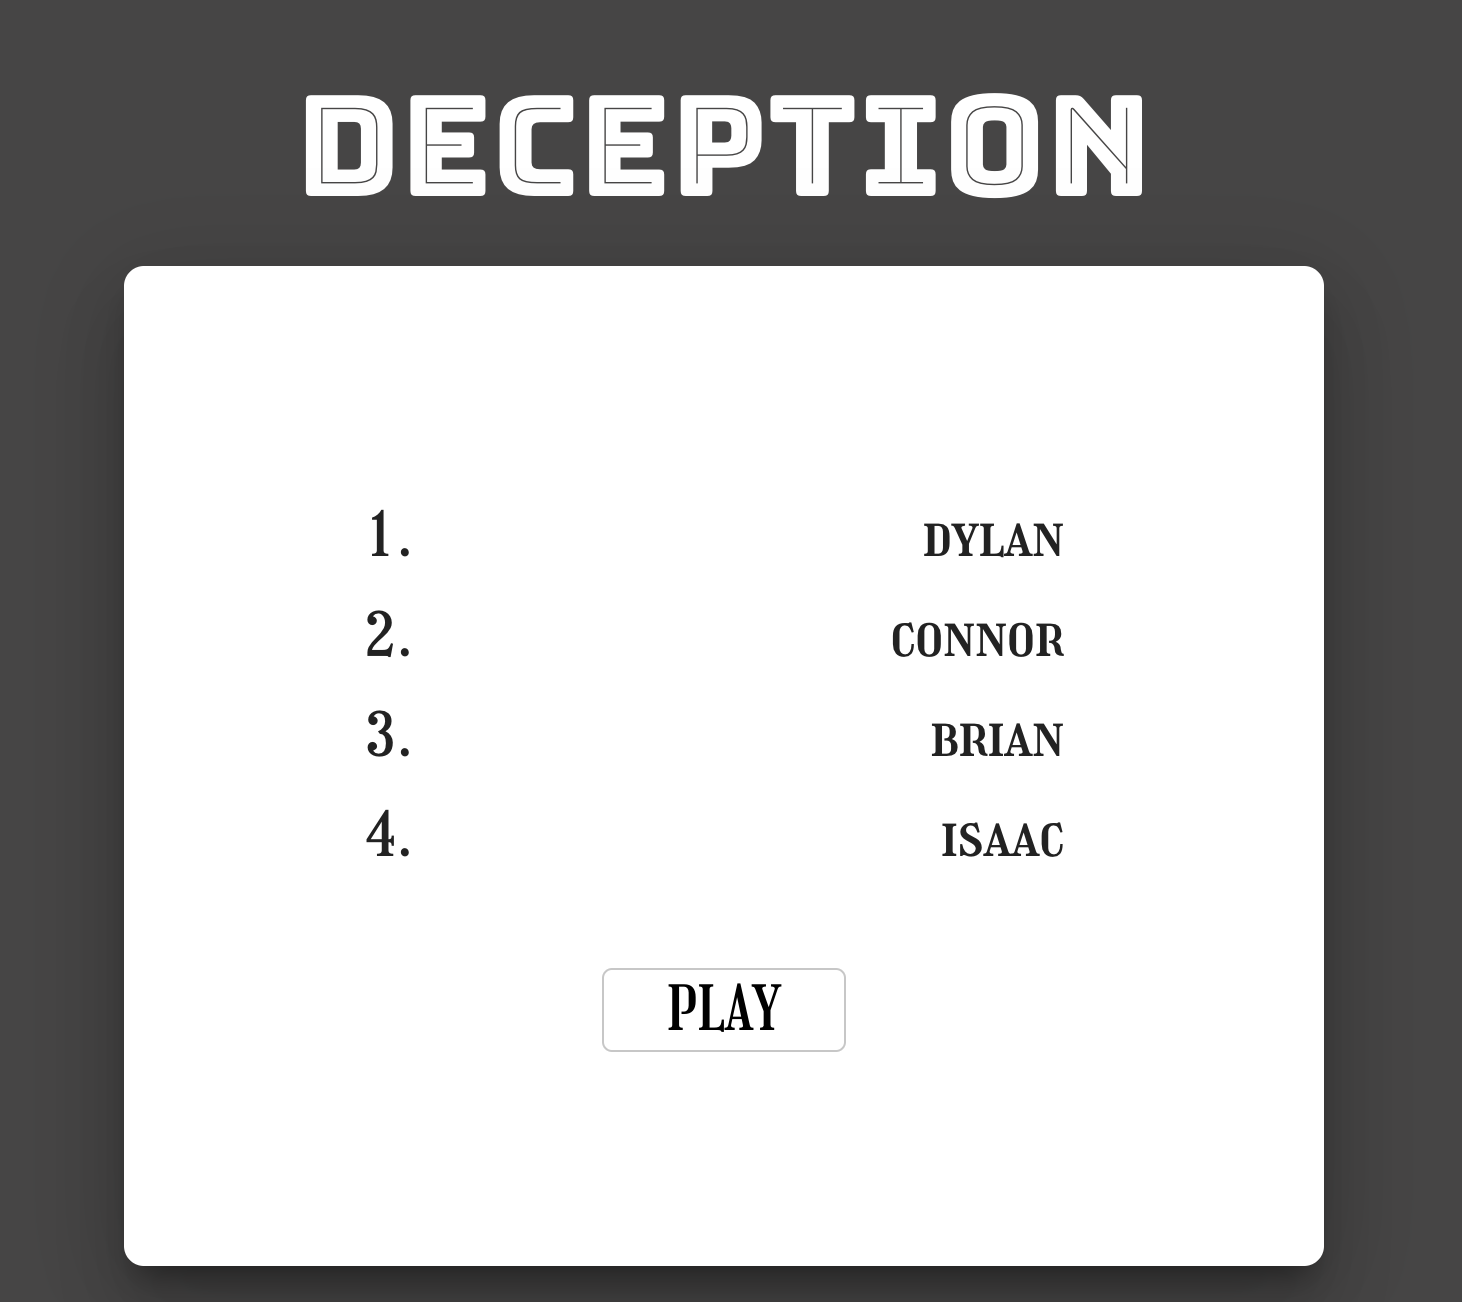 DECEPTION
1. DYLAN
2. CONNOR
3. BRIAN
4. ISAAC
PLAY